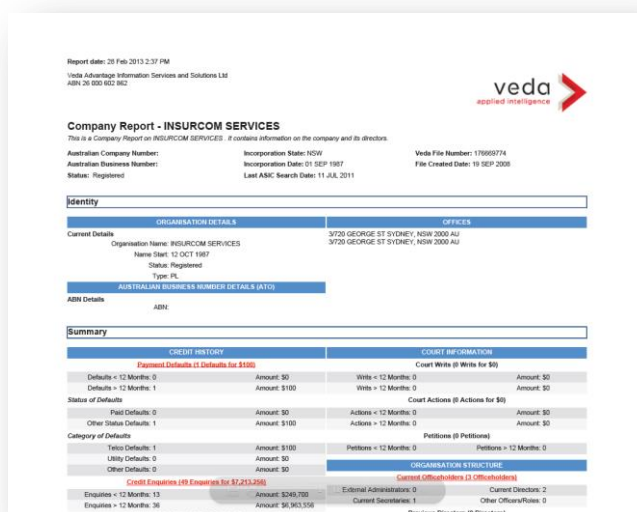 Report date: 28 Feb 2013 2:37 PM
Veda Advantage Information Services and Solutions Ltd
ABN 26 000 602 862
veda
applied intelligence
Company Report - INSURCOM SERVICES
This is a Company Report on INSURCOM SERVICES . It contains information on the company and its directors.
Australian Company Number: Incorporation State: NSW Veda File Number: 176669774
Australian Business Number: Incorporation Date: 01 SEP 1987 File Created Date: 19 SEP 2008
Status: Registered Last ASIC Search Date: 11 JUL 2011
Identity
ORGANISATION DETAILS OFFICES
Current Details 3/720 GEORGE ST SYDNEY, NSW 2000 AU
Organisation Name: INSURCOM SERVICES 3/720 GEORGE ST SYDNEY, NSW 2000 AU
Name Start: 12 OCT 1987
Status: Registered
Type: PL
AUSTRALIAN BUSINESS NUMBER DETAILS (ATO)
ABN Details
ABN:
Summary
CREDIT HISTORY COURT INFORMATION
Payment Defaults (1 Defaults for $100) Court Writs (0 Writs for $0)
Defaults < 12 Months: 0 Amount: $0 Writs < 12 Months: 0 Amount: $0
Defaults > 12 Months: 1 Amount: $100 Writs > 12 Months: 0 Amount: $0
Status of Defaults Court Actions (0 Actions for $0)
Paid Defaults: 0 Amount: $0 Actions < 12 Months: 0 Amount: $0
Other Status Defaults: 1 Amount: $100 Actions > 12 Months: 0 Amount: $0
Category of Defaults Petitions (0 Petitions)
Telco Defaults: 1 Amount: $100 Petitions < 12 Months: 0 Petitions > 12 Months: 0
Utility Defaults: 0 Amount: $0
Other Defaults: 0 Amount: $0 ORGANISATION STRUCTURE
Credit Enquiries (49 Enquiries for $7,213,256) Current Officeholders (3 Officeholders)
Enquiries < 12 Months: 13 Amount: $249,700 External Administrators: 0 Current Directors: 2
Enquiries > 12 Months: 36 Amount: $6,963,556 Current Secretaries: 1 Other Officers/Roles: 0